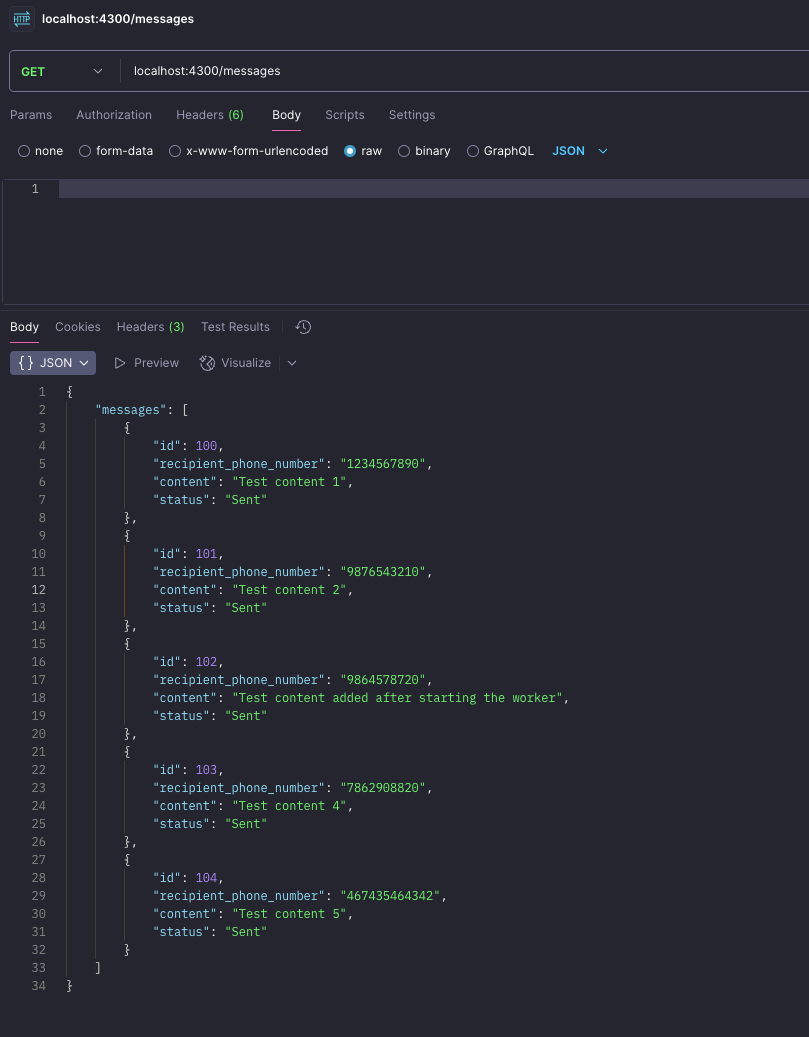 HTTP localhost:4300/messages
GET localhost:4300/messages
Params Authorization Headers (6) Body Scripts Settings
none form-data x-www-form-urlencoded raw binary GraphQL JSON
1
Body Cookies Headers (3) Test Results
{} JSON Preview Visualize
1 {
2 "messages": [
3 {
4 "id": 100,
5 "recipient_phone_number": "1234567890",
6 "content": "Test content 1",
7 "status": "Sent"
8 },
9 {
10 "id": 101,
11 "recipient_phone_number": "9876543210",
12 "content": "Test content 2",
13 "status": "Sent"
14 },
15 {
16 "id": 102,
17 "recipient_phone_number": "9864578720",
18 "content": "Test content added after starting the worker",
19 "status": "Sent"
20 },
21 {
22 "id": 103,
23 "recipient_phone_number": "7862908820",
24 "content": "Test content 4",
25 "status": "Sent"
26 },
27 {
28 "id": 104,
29 "recipient_phone_number": "467435464342",
30 "content": "Test content 5",
31 "status": "Sent"
32 }
33 ]
34 }